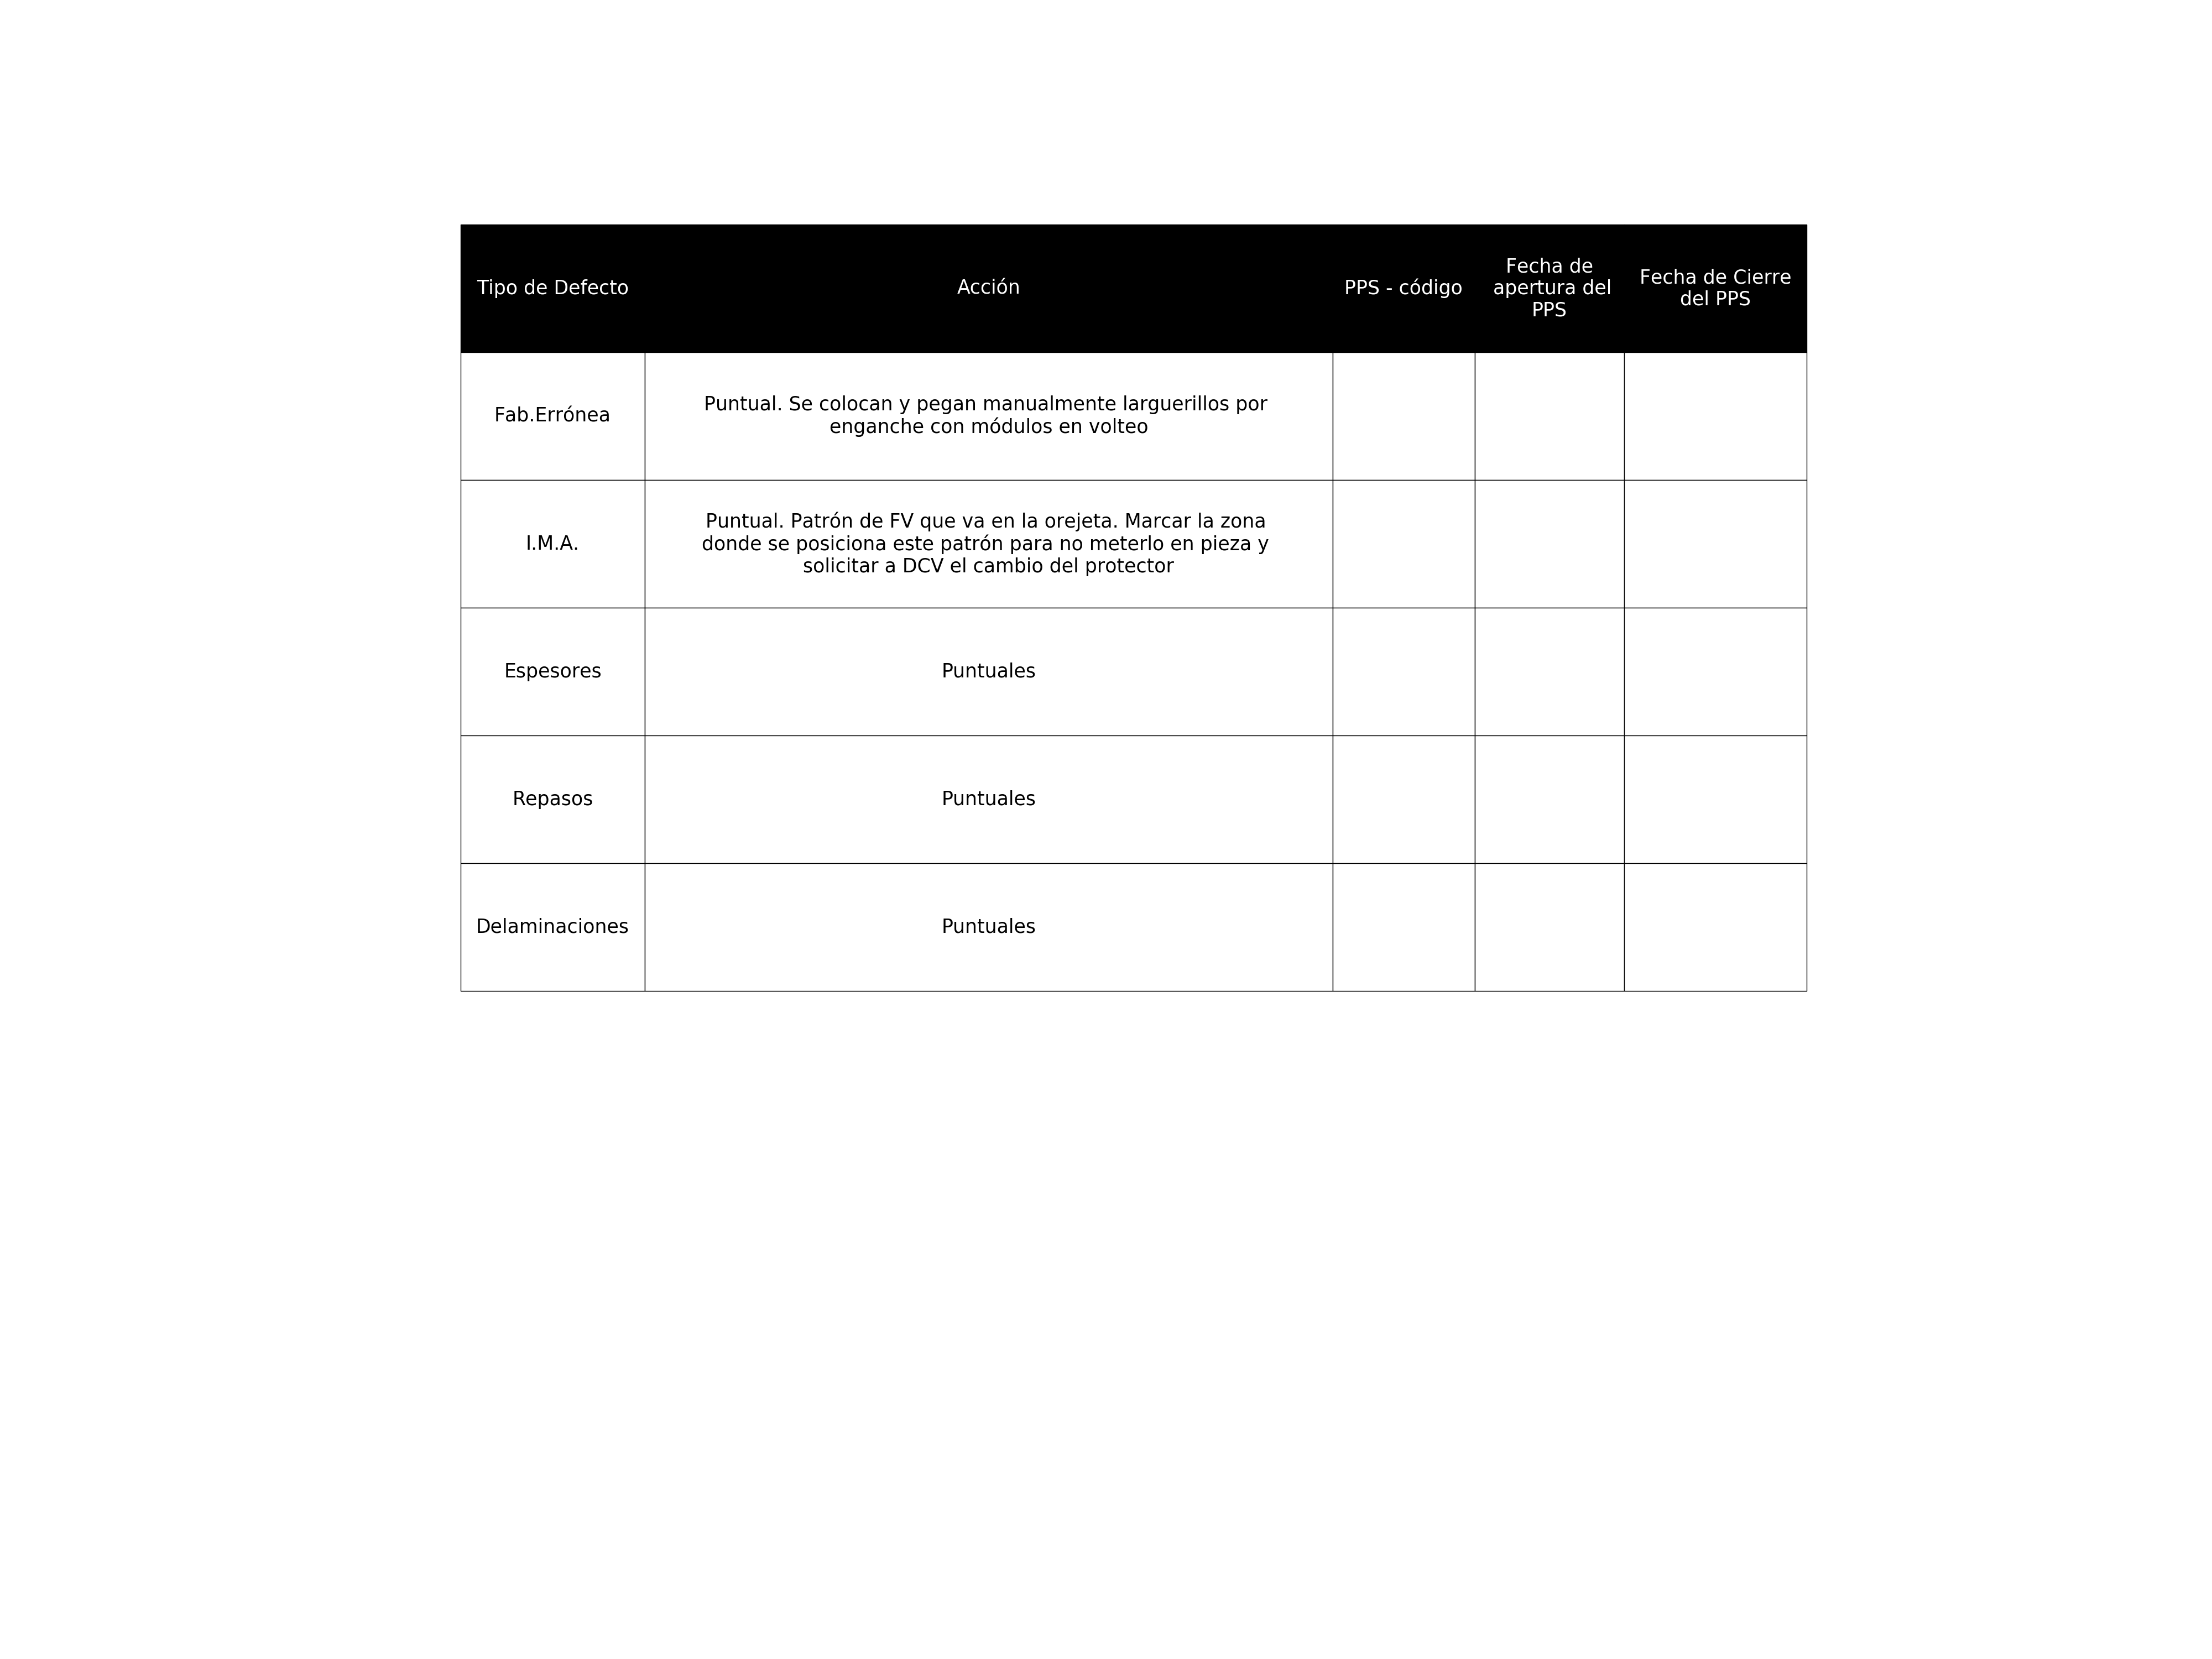 Tipo de Defecto
Acción
PPS - código
Fecha de
apertura del
PPS
Fecha de Cierre
del PPS
Fab.Errónea
Puntual. Se colocan y pegan manualmente larguerillos por
enganche con módulos en volteo
I.M.A.
Puntual. Patrón de FV que va en la orejeta. Marcar la zona
donde se posiciona este patrón para no meterlo en pieza y
solicitar a DCV el cambio del protector
Espesores
Puntuales
Repasos
Puntuales
Delaminaciones
Puntuales